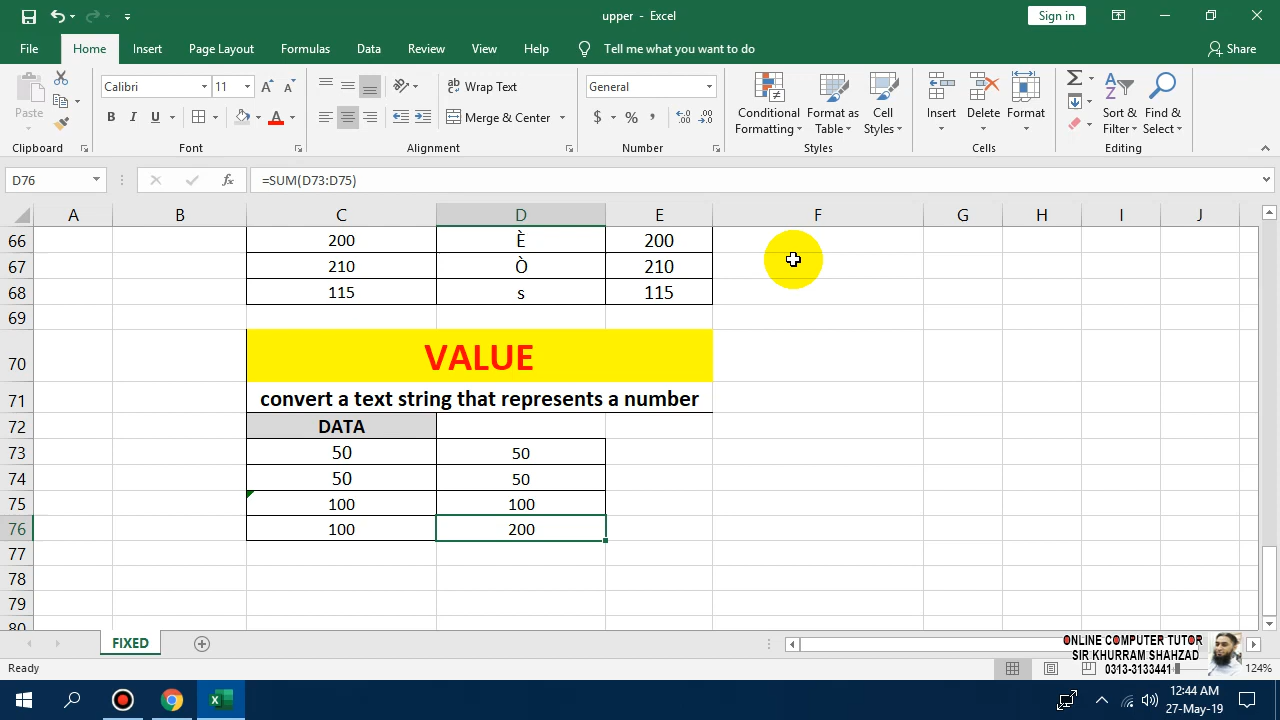 upper - Excel
Sign in
File Home Insert Page Layout Formulas Data Review View Help Tell me what you want to do Share
Paste
Calibri 11
B I U
Wrap Text
Merge & Center
General
$ % ,
Conditional Formatting
Format as Table
Cell Styles
Insert Delete Format
Sort & Filter
Find & Select
Clipboard Font Alignment Number Styles Cells Editing
D76 fx =SUM(D73:D75)
A B C D E F G H I J
66 200 È 200
67 210 Ò 210
68 115 s 115
69
70 VALUE
71 convert a text string that represents a number
72 DATA
73 50 50
74 50 50
75 100 100
76 100 200
77
78
79
80
FIXED
ONLINE COMPUTER TUTOR
SIR KHURRAM SHAHZAD
0313-3133441
Ready 124%
12:44 AM
27-May-19